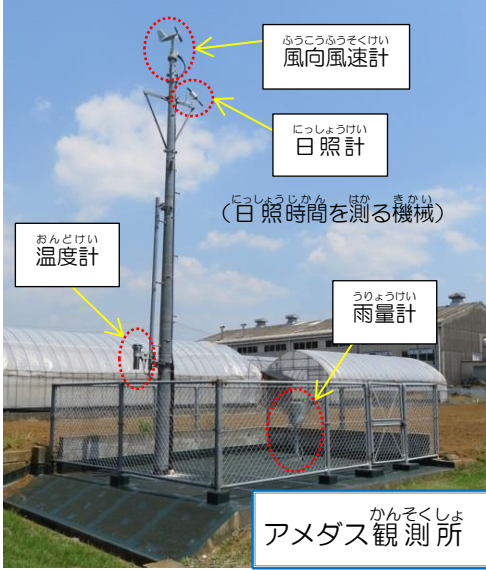 ふうこうふうそくけい
風向風速計
にっしょうけい
日照計
にっしょうじかん はか きかい
(日照時間を測る機械)
おんどけい
温度計
うりょうけい
雨量計
かんそくしょ
アメダス観測所